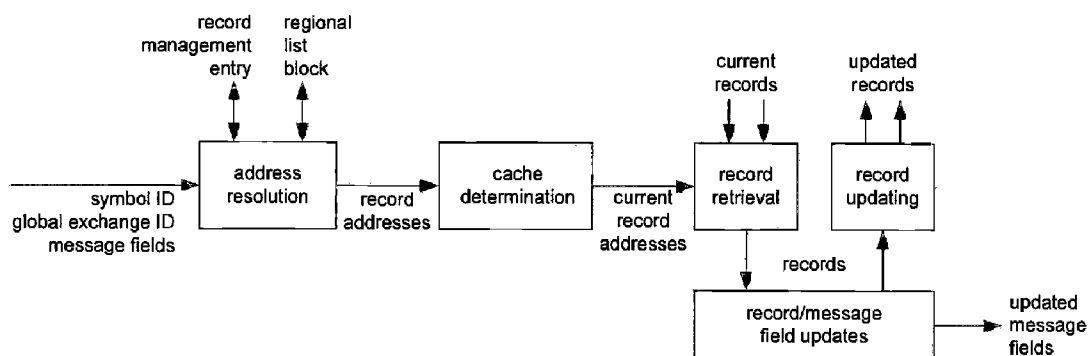 record
management
entry
regional
list
block
current
records
updated
records
address
resolution
cache
determination
record
retrieval
record
updating
symbol ID
global exchange ID
message fields
record
addresses
current
record
addresses
records
record/message
field updates
updated
message
fields